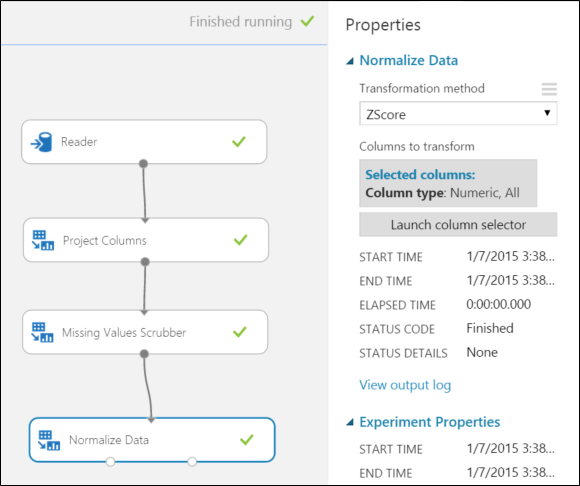 Finished running
Reader
Project Columns
Missing Values Scrubber
Normalize Data
Properties
Normalize Data
Transformation method
ZScore
Columns to transform
Selected columns:
Column type: Numeric, All
Launch column selector
START TIME 1/7/2015 3:38...
END TIME 1/7/2015 3:38...
ELAPSED TIME 0:00:00.000
STATUS CODE Finished
STATUS DETAILS None
View output log
Experiment Properties
START TIME 1/7/2015 3:38...
END TIME 1/7/2015 3:38...